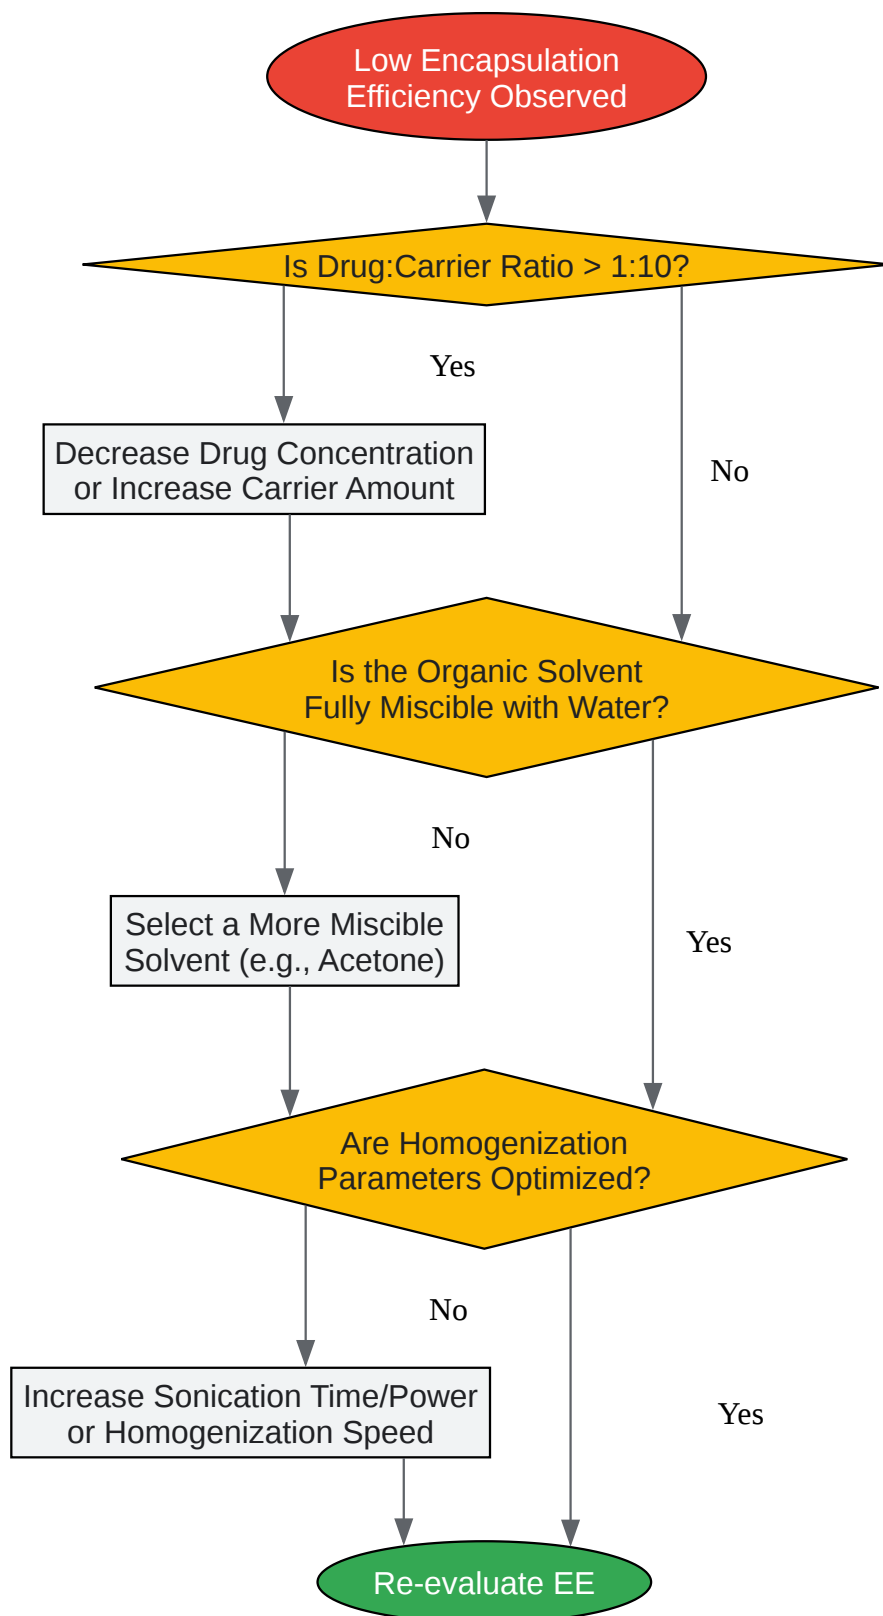 Low Encapsulation
Efficiency Observed
Is Drug:Carrier Ratio > 1:10?
Yes
Decrease Drug Concentration
or Increase Carrier Amount
No
Is the Organic Solvent
Fully Miscible with Water?
No
Select a More Miscible
Solvent (e.g., Acetone)
Yes
Are Homogenization
Parameters Optimized?
No
Increase Sonication Time/Power
or Homogenization Speed
Yes
Re-evaluate EE